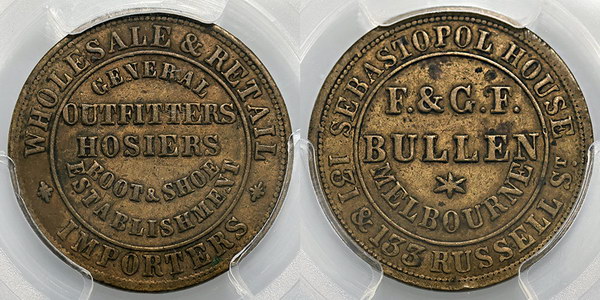 WHOLESALE & RETAIL
IMPORTERS
GENERAL
OUTFITTERS
HOSIERS
BOOT & SHOE
ESTABLISHMENT
SEBASTOPOL HOUSE
151 & 133 RUSSELL ST
F. & G. F.
BULLEN
MELBOURNE